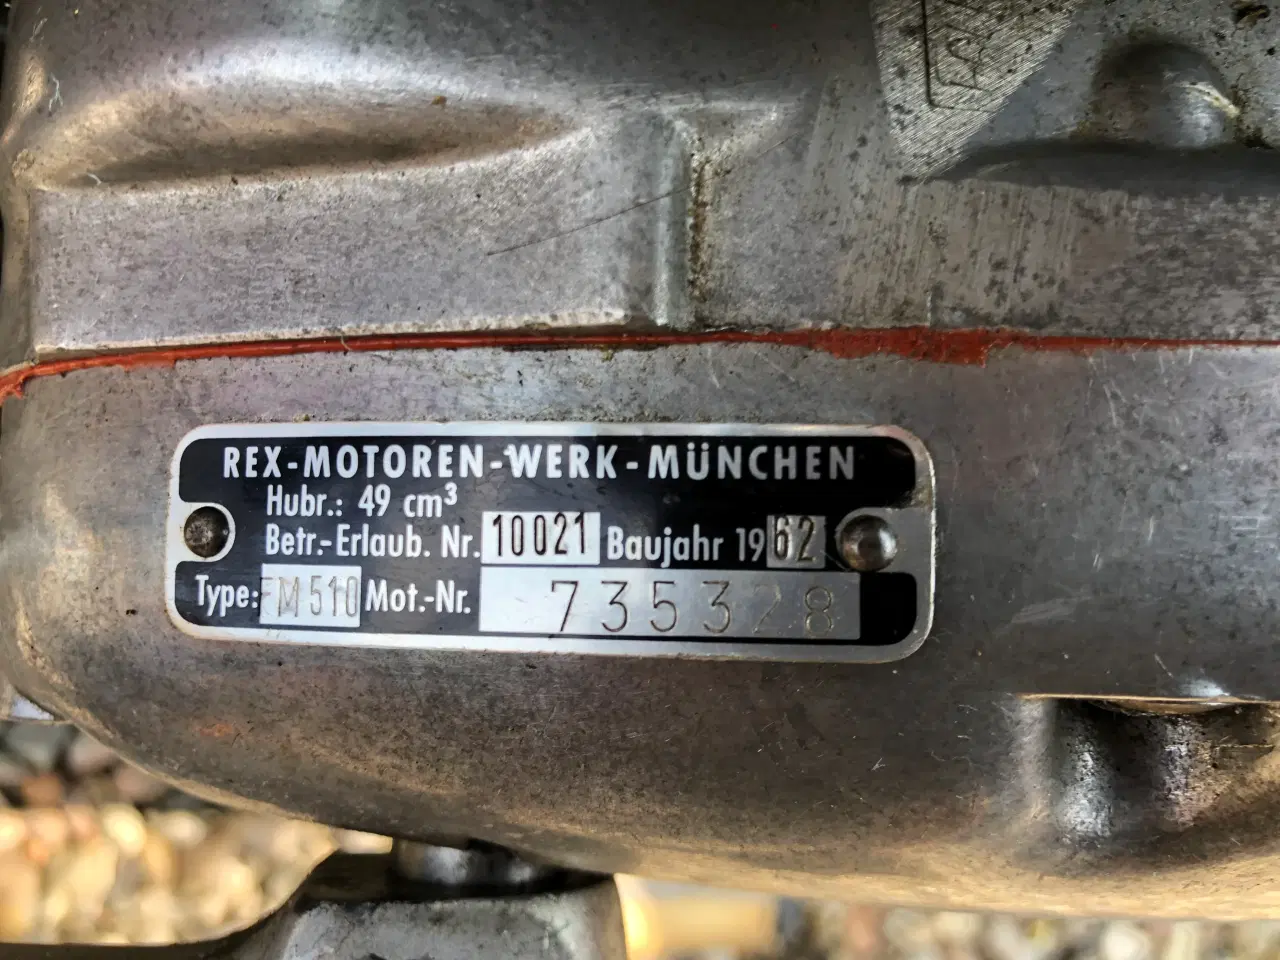 REX-MOTOREN-WERK-MÜNCHEN
Hubr.: 49 cm³
Betr.-Erlaub. Nr. 10021 Baujahr 1962
Type: FM510 Mot.-Nr. 735328